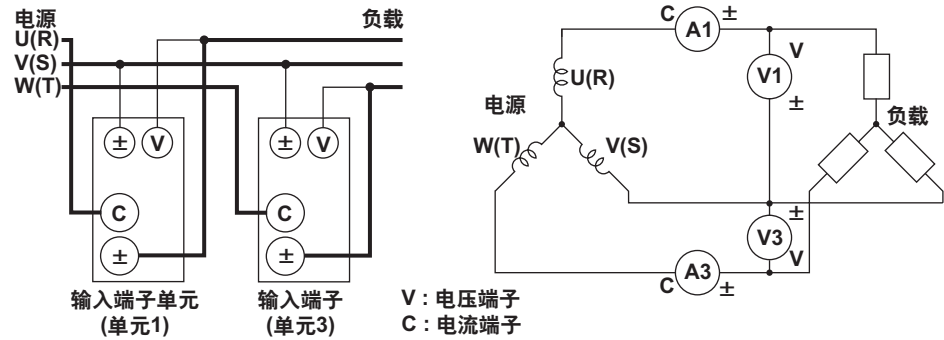 电源
负载
U(R)
V(S)
W(T)
± V
± V
C
C
±
±
输入端子单元
(单元1)
输入端子
(单元3)
V : 电压端子
C : 电流端子
C A1 ±
V
V1
±
U(R)
电源
负载
W(T)
V(S)
±
V3
V
C A3 ±